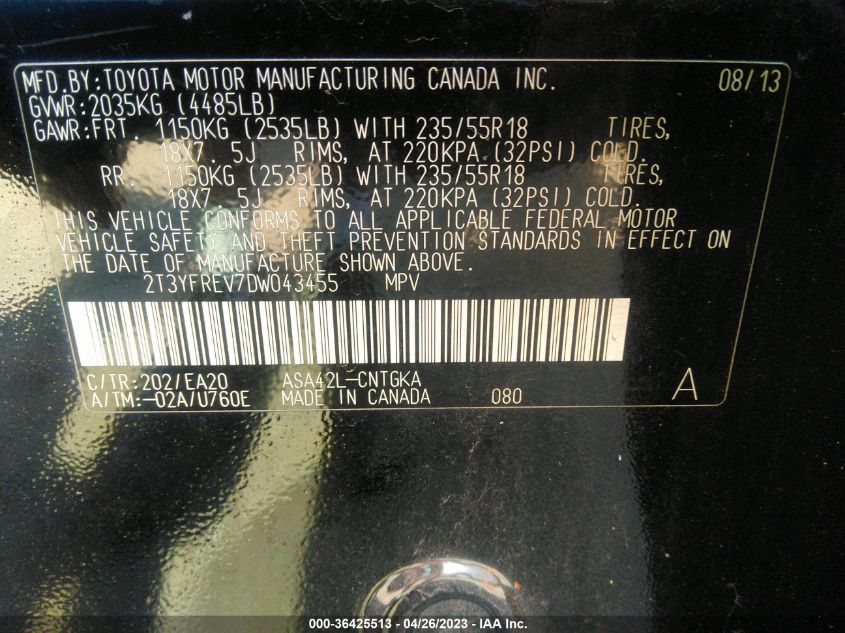 MFD.BY:TOYOTA MOTOR MANUFACTURING CANADA INC. 08/13
GVWR:2035KG (4485LB)
GAWR:FRT. 1150KG (2535LB) WITH 235/55R18 TIRES,
18X7. 5J RIMS, AT 220KPA (32PSI) COLD.
RR. 1150KG (2535LB) WITH 235/55R18 TIRES,
18X7. 5J RIMS, AT 220KPA (32PSI) COLD.
THIS VEHICLE CONFORMS TO ALL APPLICABLE FEDERAL MOTOR
VEHICLE SAFETY AND THEFT PREVENTION STANDARDS IN EFFECT ON
THE DATE OF MANUFACTURE SHOWN ABOVE.
2T3YFREV7DW043455 MPV
C/TR:202/EA20 ASA42L-CNTGKA
A/TM:-02A/U760E MADE IN CANADA 080 A
000-36425513 - 04/26/2023 - IAA Inc.